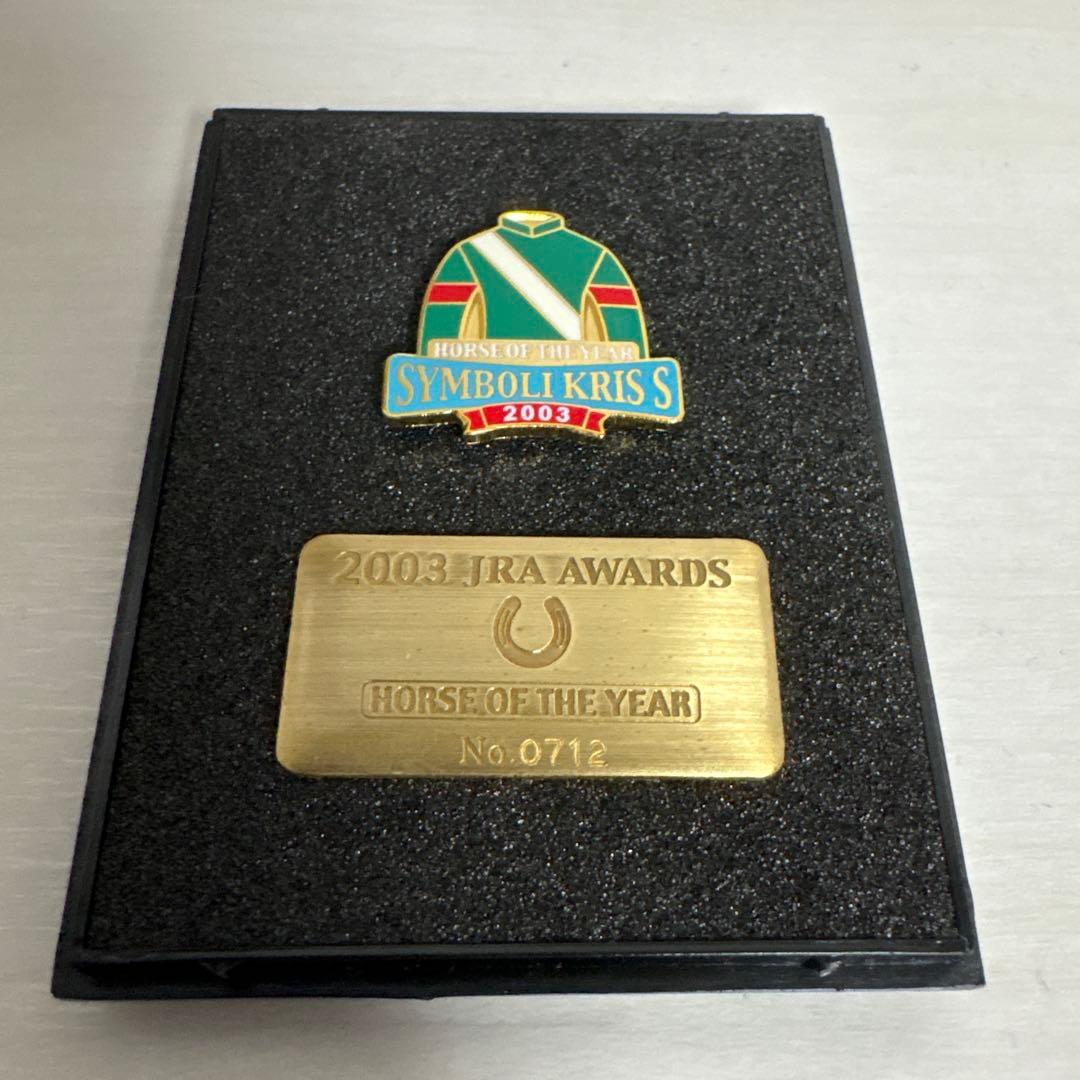 HORSE OF THE YEAR
SYMBOLI KRIS S
2003
2003 JRA AWARDS
HORSE OF THE YEAR
No.0712